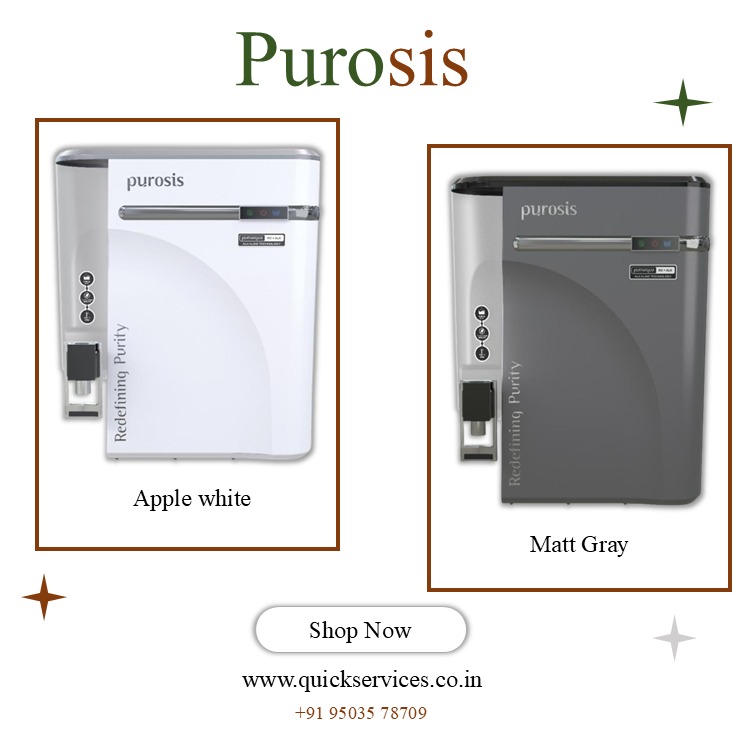 Purosis
purosis
Redefining Purity
Apple white
purosis
Redefining Purity
Matt Gray
Shop Now
www.quickservices.co.in
+91 95035 78709